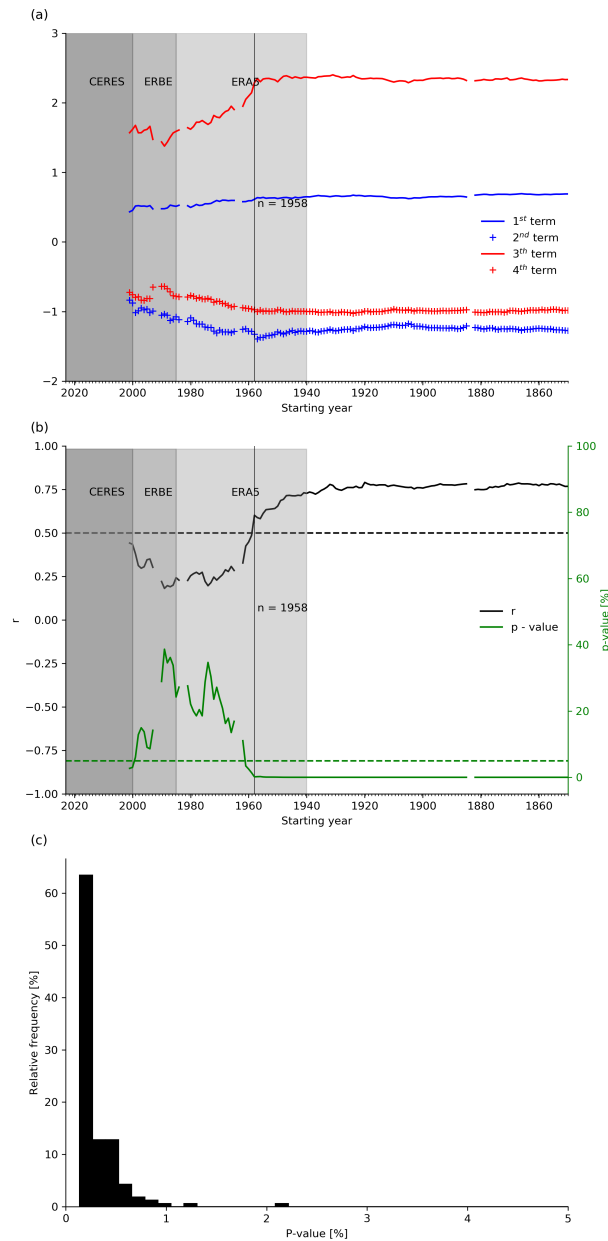 (a)
3
2
1
0
−1
−2
CERES ERBE ERA5
n = 1958
1st term
2nd term
3th term
4th term
2020 2000 1980 1960 1940 1920 1900 1880 1860
Starting year
(b)
1.00
0.75
0.50
0.25
0.00
−0.25
−0.50
−0.75
−1.00
r
CERES ERBE ERA5
n = 1958
r
p - value
100
80
60
40
20
0
p-value [%]
2020 2000 1980 1960 1940 1920 1900 1880 1860
Starting year
(c)
60
50
40
30
20
10
0
Relative frequency [%]
0 1 2 3 4 5
P-value [%]